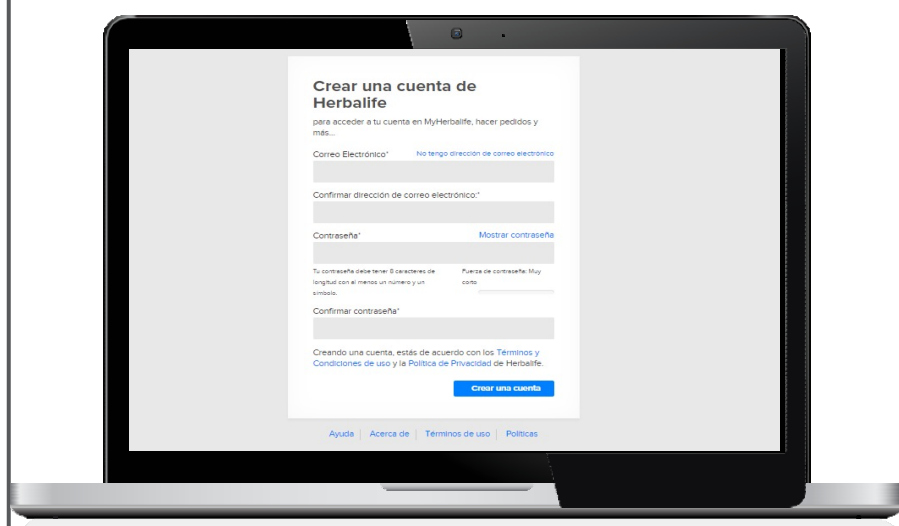 Crear una cuenta de
Herbalife
para acceder a tu cuenta en MyHerbalife, hacer pedidos y
más...
Correo Electrónico* No tengo dirección de correo electrónico
Confirmar dirección de correo electrónico:*
Contraseña* Mostrar contraseña
Tu contraseña debe tener 8 caracteres de Fuerza de contraseña: Muy
longitud con al menos un número y un corto
símbolo.
Confirmar contraseña*
Creando una cuenta, estás de acuerdo con los Términos y
Condiciones de uso y la Política de Privacidad de Herbalife.
Crear una cuenta
Ayuda | Acerca de | Términos de uso | Políticas